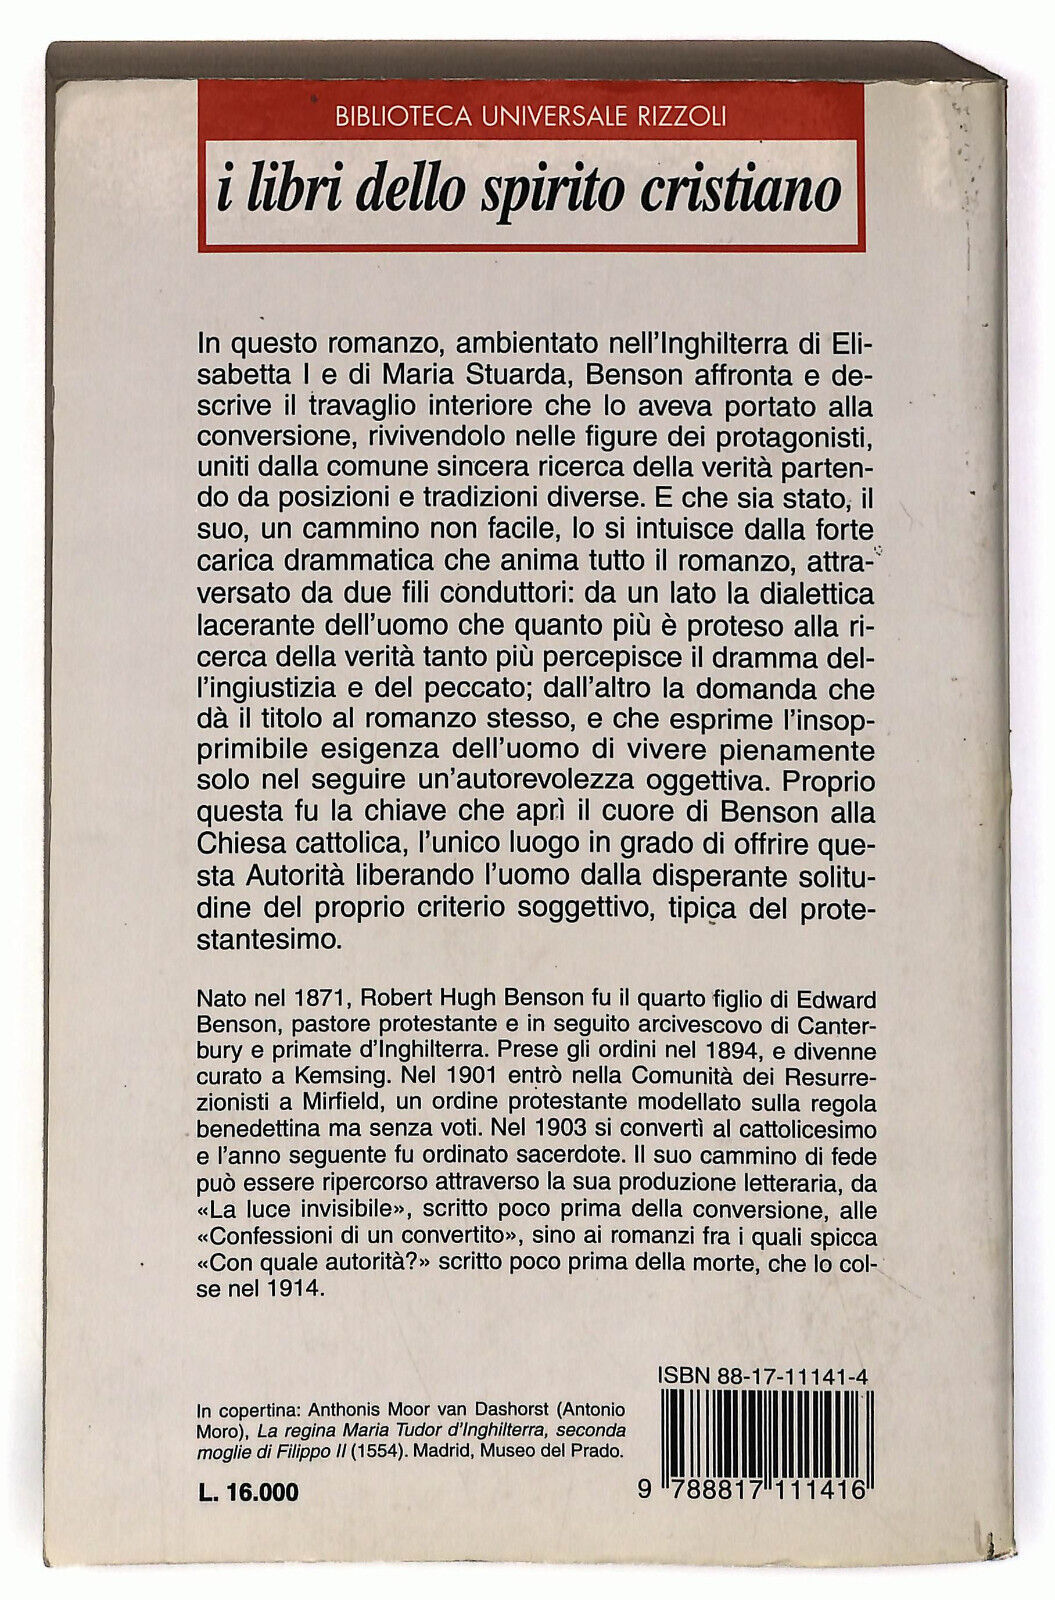 BIBLIOTECA UNIVERSALE RIZZOLI
i libri dello spirito cristiano
In questo romanzo, ambientato nell'Inghilterra di Eli-
sabetta I e di Maria Stuarda, Benson affronta e de-
scrive il travaglio interiore che lo aveva portato alla
conversione, rivivendolo nelle figure dei protagonisti,
uniti dalla comune sincera ricerca della verità parten-
do da posizioni e tradizioni diverse. E che sia stato, il
suo, un cammino non facile, lo si intuisce dalla forte
carica drammatica che anima tutto il romanzo, attra-
versato da due fili conduttori: da un lato la dialettica
lacerante dell'uomo che quanto più è proteso alla ri-
cerca della verità tanto più percepisce il dramma del-
l'ingiustizia e del peccato; dall'altro la domanda che
dà il titolo al romanzo stesso, e che esprime l'insop-
primibile esigenza dell'uomo di vivere pienamente
solo nel seguire un'autorevolezza oggettiva. Proprio
questa fu la chiave che aprì il cuore di Benson alla
Chiesa cattolica, l'unico luogo in grado di offrire que-
sta Autorità liberando l'uomo dalla disperante solitu-
dine del proprio criterio soggettivo, tipica del prote-
stantesimo.
Nato nel 1871, Robert Hugh Benson fu il quarto figlio di Edward
Benson, pastore protestante e in seguito arcivescovo di Canter-
bury e primate d'Inghilterra. Prese gli ordini nel 1894, e divenne
curato a Kemsing. Nel 1901 entrò nella Comunità dei Resurre-
zionisti a Mirfield, un ordine protestante modellato sulla regola
benedettina ma senza voti. Nel 1903 si convertì al cattolicesimo
e l'anno seguente fu ordinato sacerdote. Il suo cammino di fede
può essere ripercorso attraverso la sua produzione letteraria, da
«La luce invisibile», scritto poco prima della conversione, alle
«Confessioni di un convertito», sino ai romanzi fra i quali spicca
«Con quale autorità?» scritto poco prima della morte, che lo col-
se nel 1914.
In copertina: Anthonis Moor van Dashorst (Antonio
Moro), La regina Maria Tudor d'Inghilterra, seconda
moglie di Filippo II (1554). Madrid, Museo del Prado.
L. 16.000
ISBN 88-17-11141-4
9 788817 111416